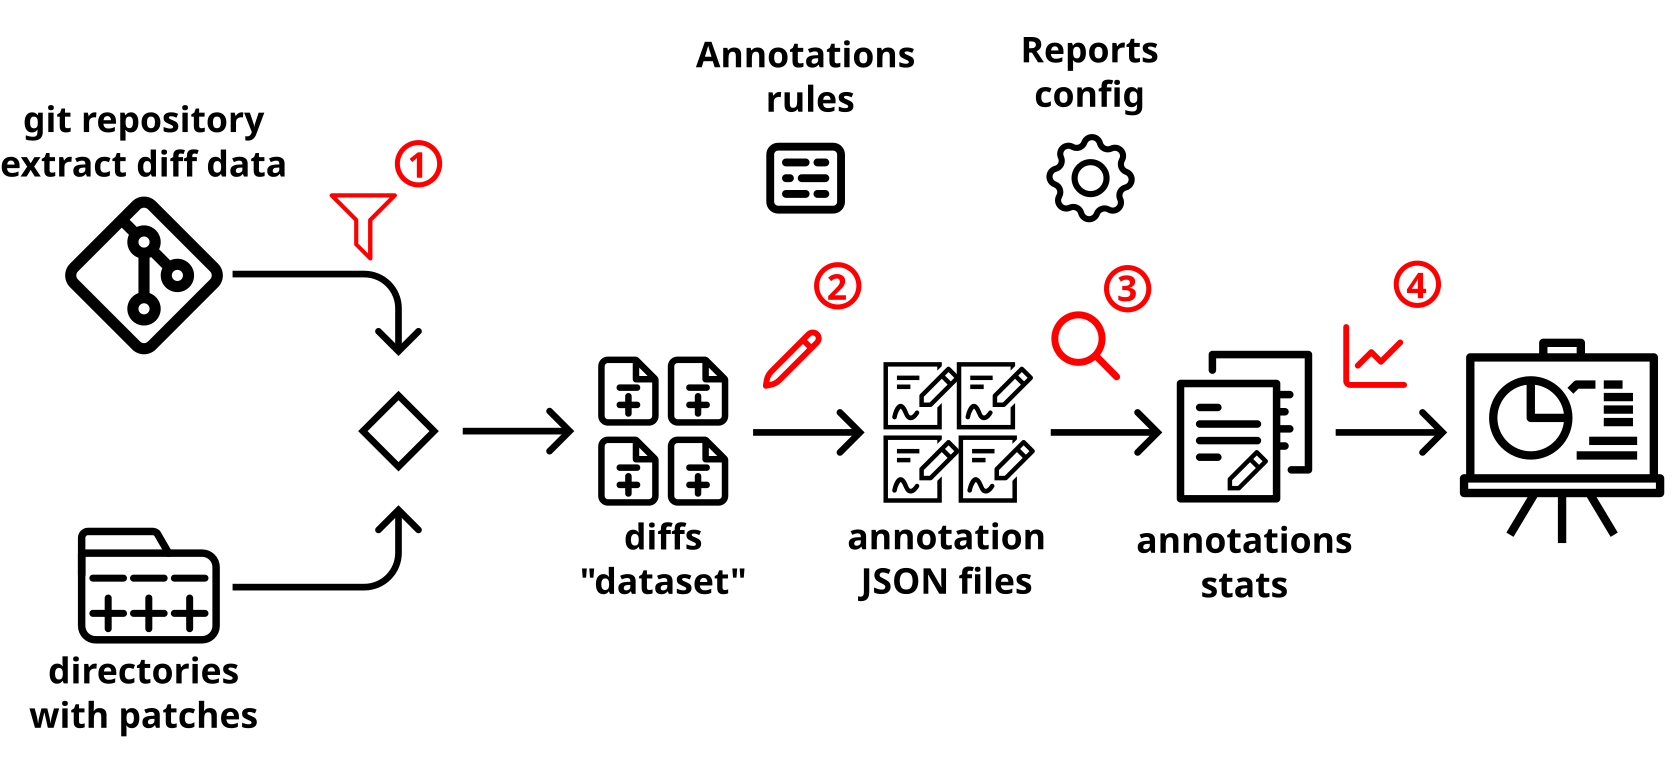 git repository
extract diff data
1
directories
with patches
diffs
"dataset"
Annotations
rules
2
annotation
JSON files
Reports
config
3
annotations
stats
4